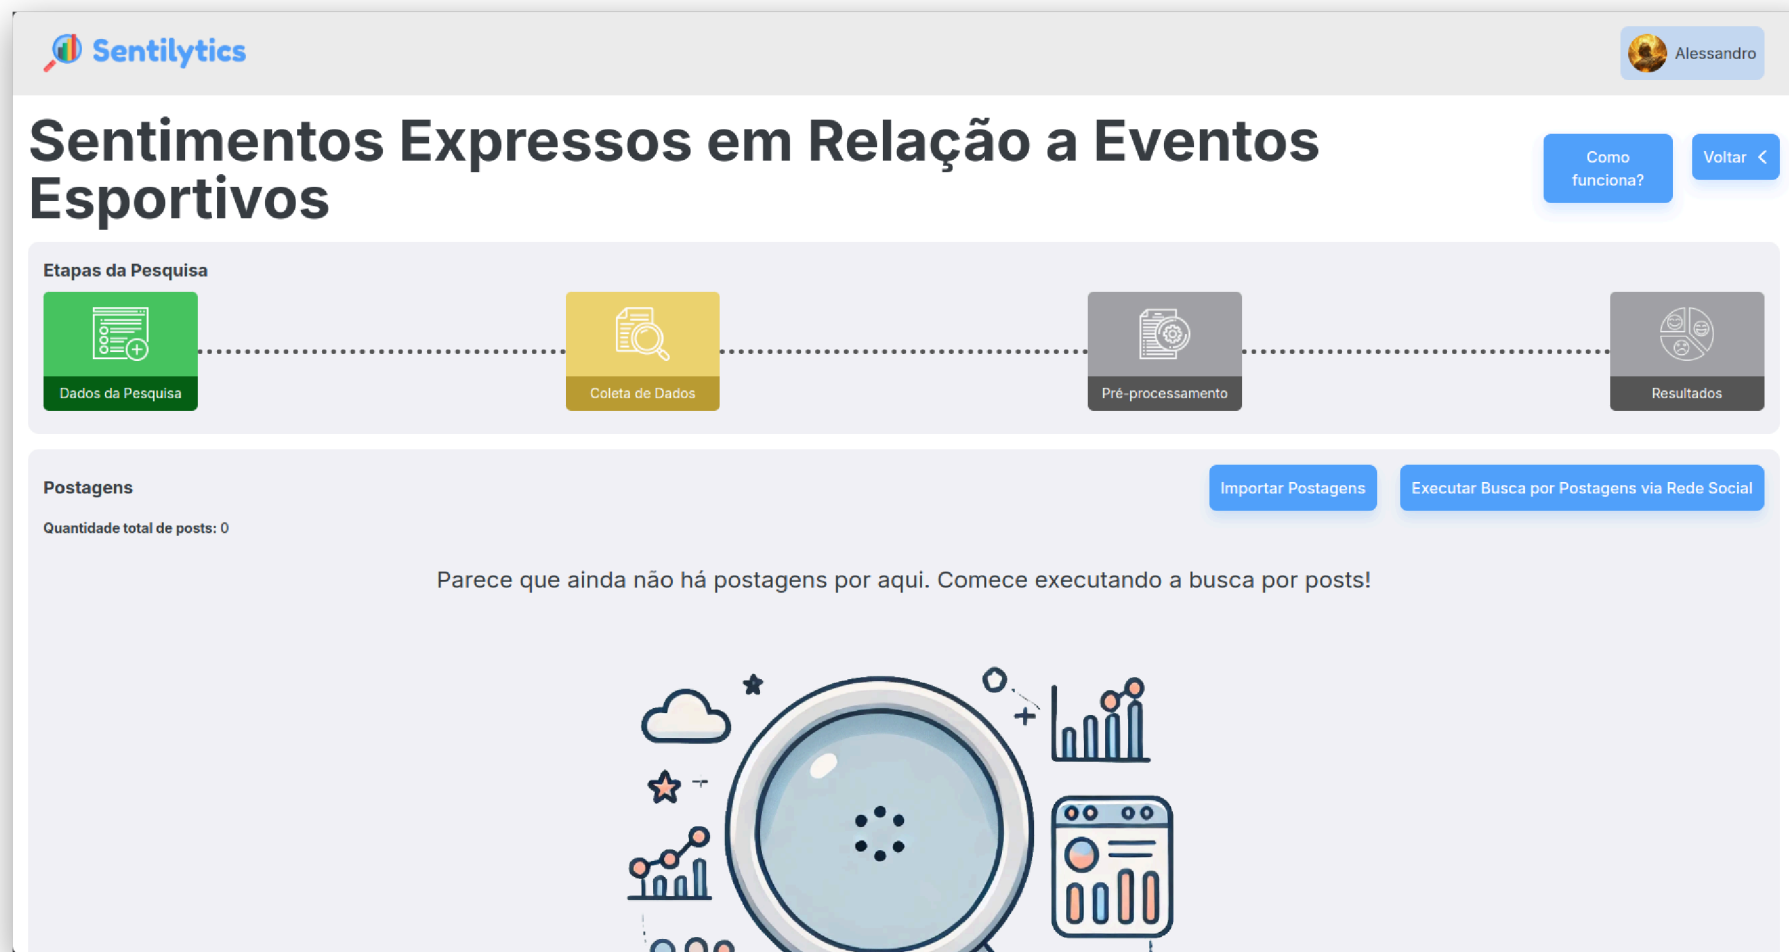 Sentilytics
Alessandro
Sentimentos Expressos em Relação a Eventos
Esportivos
Como
funciona?
Voltar
Etapas da Pesquisa
Dados da Pesquisa
Coleta de Dados
Pré-processamento
Resultados
Postagens
Importar Postagens
Executar Busca por Postagens via Rede Social
Quantidade total de posts: 0
Parece que ainda não há postagens por aqui. Comece executando a busca por posts!